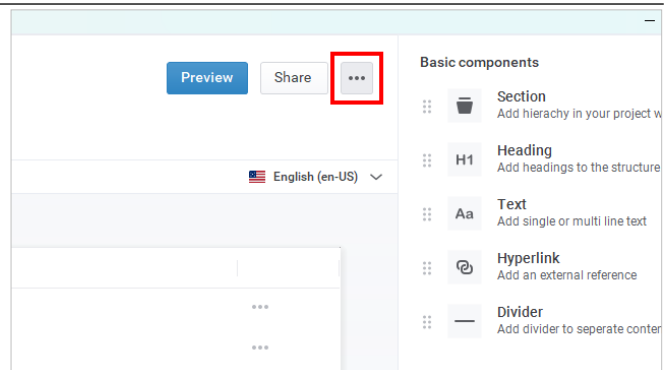 Preview
Share
Basic components
Section
Add hierachy in your project w
H1
Heading
Add headings to the structure
English (en-US)
Aa
Text
Add single or multi line text
Hyperlink
Add an external reference
Divider
Add divider to seperate conter